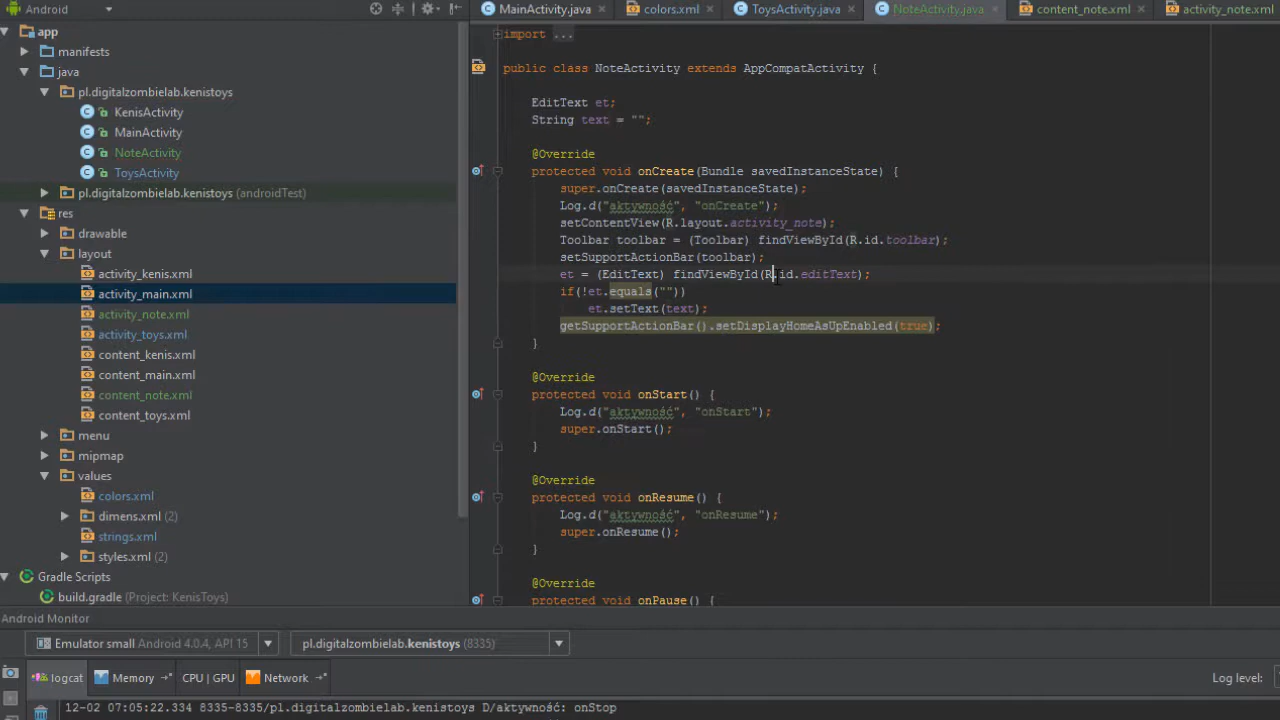 Android
MainActivity.java
colors.xml
ToysActivity.java
NoteActivity.java
content_note.xml
activity_note.xml
app
manifests
java
pl.digitalzombielab.kenistoys
KenisActivity
MainActivity
NoteActivity
ToysActivity
pl.digitalzombielab.kenistoys (androidTest)
res
drawable
layout
activity_kenis.xml
activity_main.xml
activity_note.xml
activity_toys.xml
content_kenis.xml
content_main.xml
content_note.xml
content_toys.xml
menu
mipmap
values
colors.xml
dimens.xml (2)
strings.xml
styles.xml (2)
Gradle Scripts
build.gradle (Project: KenisToys)
import ...
public class NoteActivity extends AppCompatActivity {
EditText et;
String text = "";
@Override
protected void onCreate(Bundle savedInstanceState) {
super.onCreate(savedInstanceState);
Log.d("aktywność", "onCreate");
setContentView(R.layout.activity_note);
Toolbar toolbar = (Toolbar) findViewById(R.id.toolbar);
setSupportActionBar(toolbar);
et = (EditText) findViewById(R.id.editText);
if(!et.equals(""))
et.setText(text);
getSupportActionBar().setDisplayHomeAsUpEnabled(true);
}
@Override
protected void onStart() {
Log.d("aktywność", "onStart");
super.onStart();
}
@Override
protected void onResume() {
Log.d("aktywność", "onResume");
super.onResume();
}
@Override
protected void onPause() {
Android Monitor
Emulator small Android 4.0.4, API 15
pl.digitalzombielab.kenistoys (8335)
logcat
Memory
CPU | GPU
Network
Log level:
12-02 07:05:22.334 8335-8335/pl.digitalzombielab.kenistoys D/aktywność: onStop